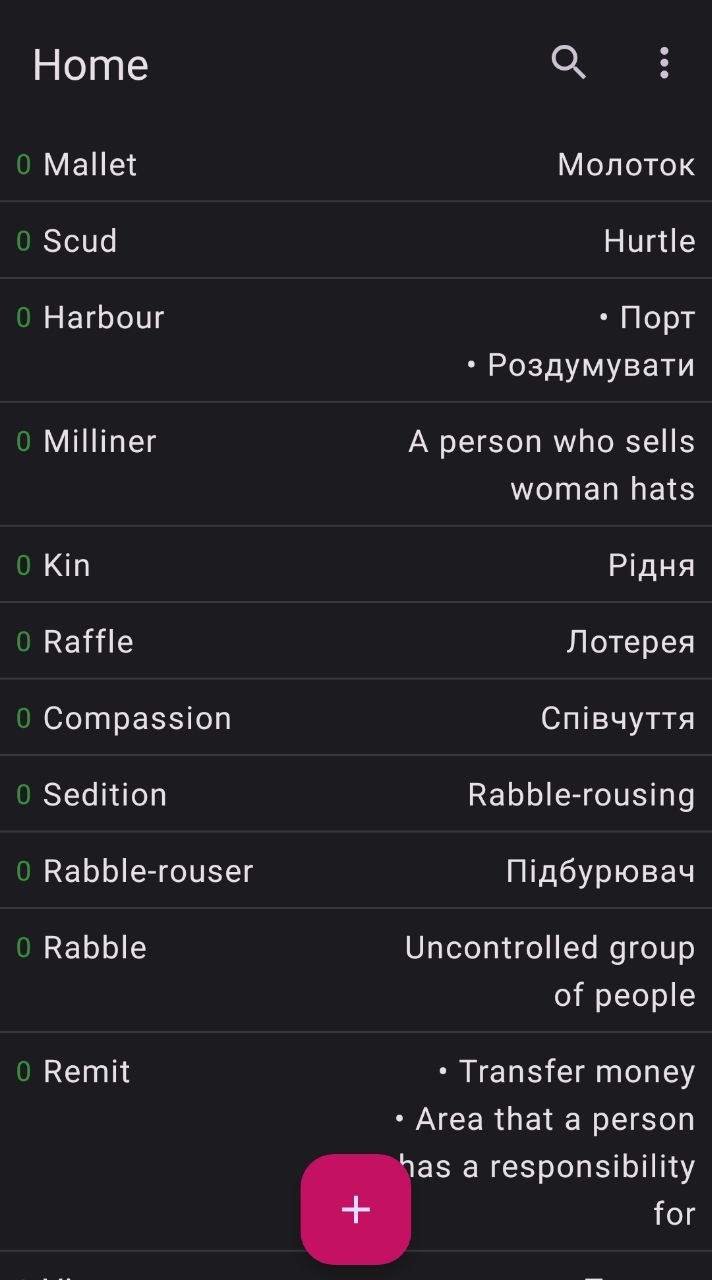 Home
0 Mallet Молоток
0 Scud Hurtle
0 Harbour • Порт
• Роздумувати
0 Milliner A person who sells
woman hats
0 Kin Рідня
0 Raffle Лотерея
0 Compassion Співчуття
0 Sedition Rabble-rousing
0 Rabble-rouser Підбурювач
0 Rabble Uncontrolled group
of people
0 Remit • Transfer money
• Area that a person
has a responsibility
for